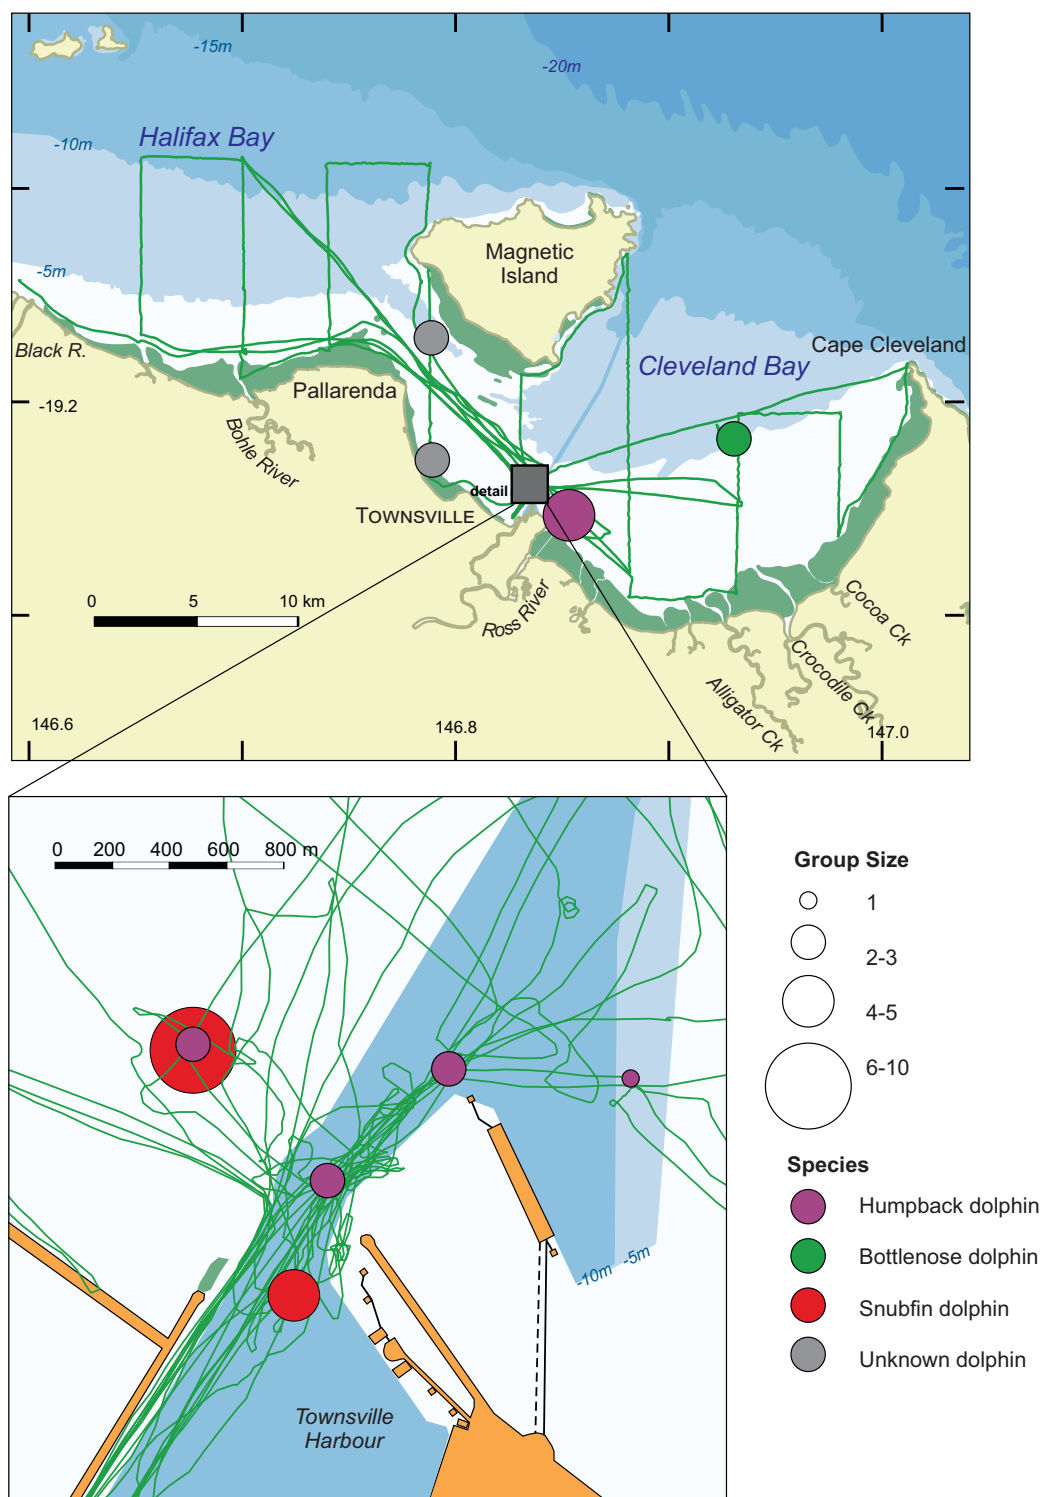 -15m
-20m
Halifax Bay
-10m
Magnetic
Island
-5m
Cape Cleveland
Black R.
Cleveland Bay
Pallarenda
-19.2
Bohle River
detail
TOWNSVILLE
0 5 10 km
Ross River
Cocoa Ck
Crocodile Ck
Alligator Ck
146.6
146.8
147.0
0 200 400 600 800 m
-10m
-5m
Townsville
Harbour
Group Size
1
2-3
4-5
6-10
Species
Humpback dolphin
Bottlenose dolphin
Snubfin dolphin
Unknown dolphin